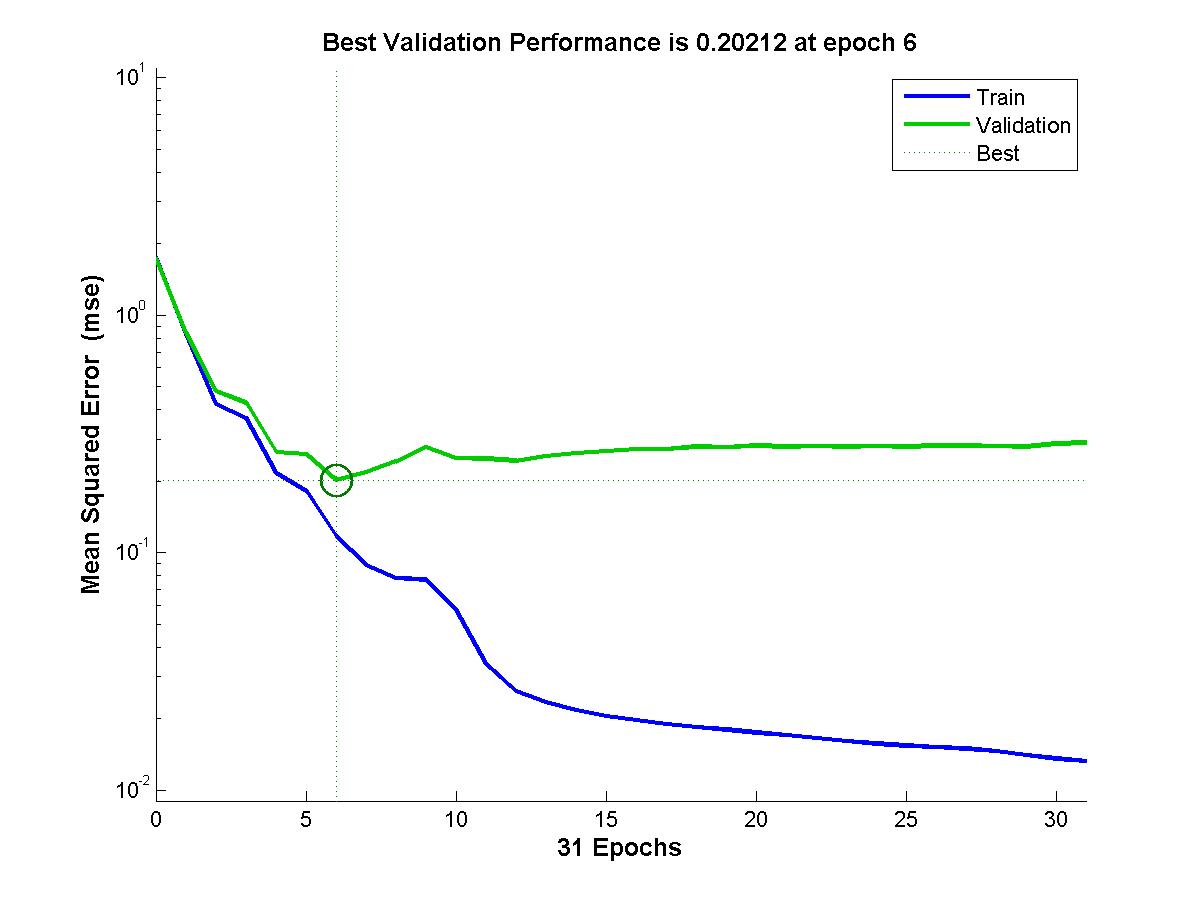 Best Validation Performance is 0.20212 at epoch 6
Train
Validation
Best
Mean Squared Error (mse)
10^1
10^0
10^-1
10^-2
0 5 10 15 20 25 30
31 Epochs